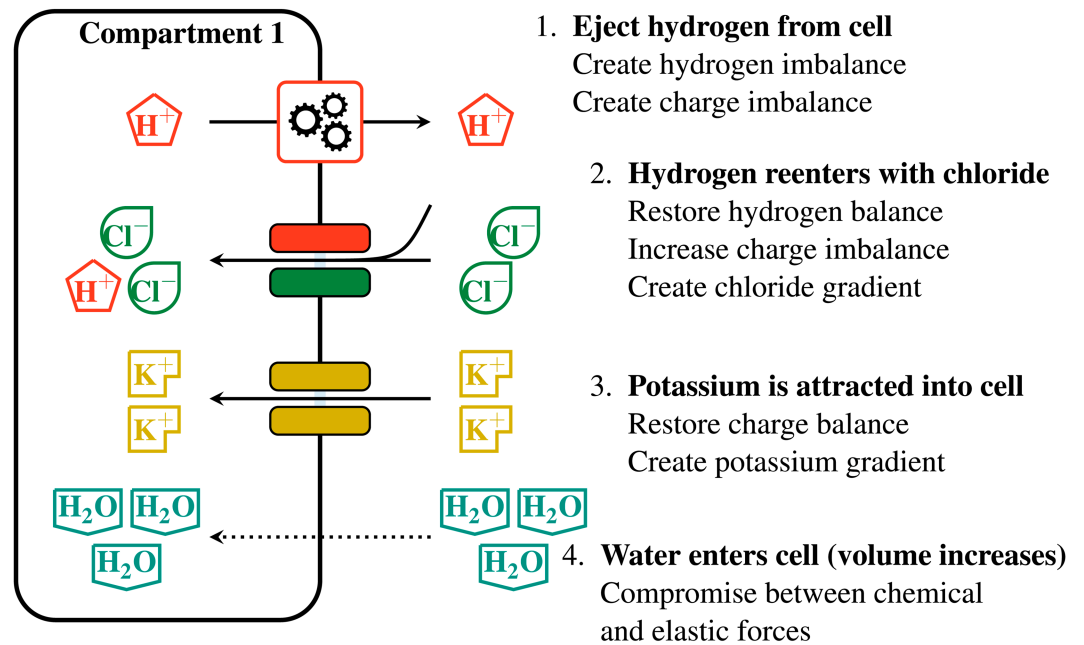 Compartment 1
1. Eject hydrogen from cell
Create hydrogen imbalance
Create charge imbalance
H⁺
H⁺
2. Hydrogen reenters with chloride
Restore hydrogen balance
Increase charge imbalance
Create chloride gradient
Cl⁻
Cl⁻
H⁺
Cl⁻
Cl⁻
3. Potassium is attracted into cell
Restore charge balance
Create potassium gradient
K⁺
K⁺
K⁺
K⁺
H₂O H₂O
H₂O H₂O
H₂O
H₂O
4. Water enters cell (volume increases)
Compromise between chemical
and elastic forces